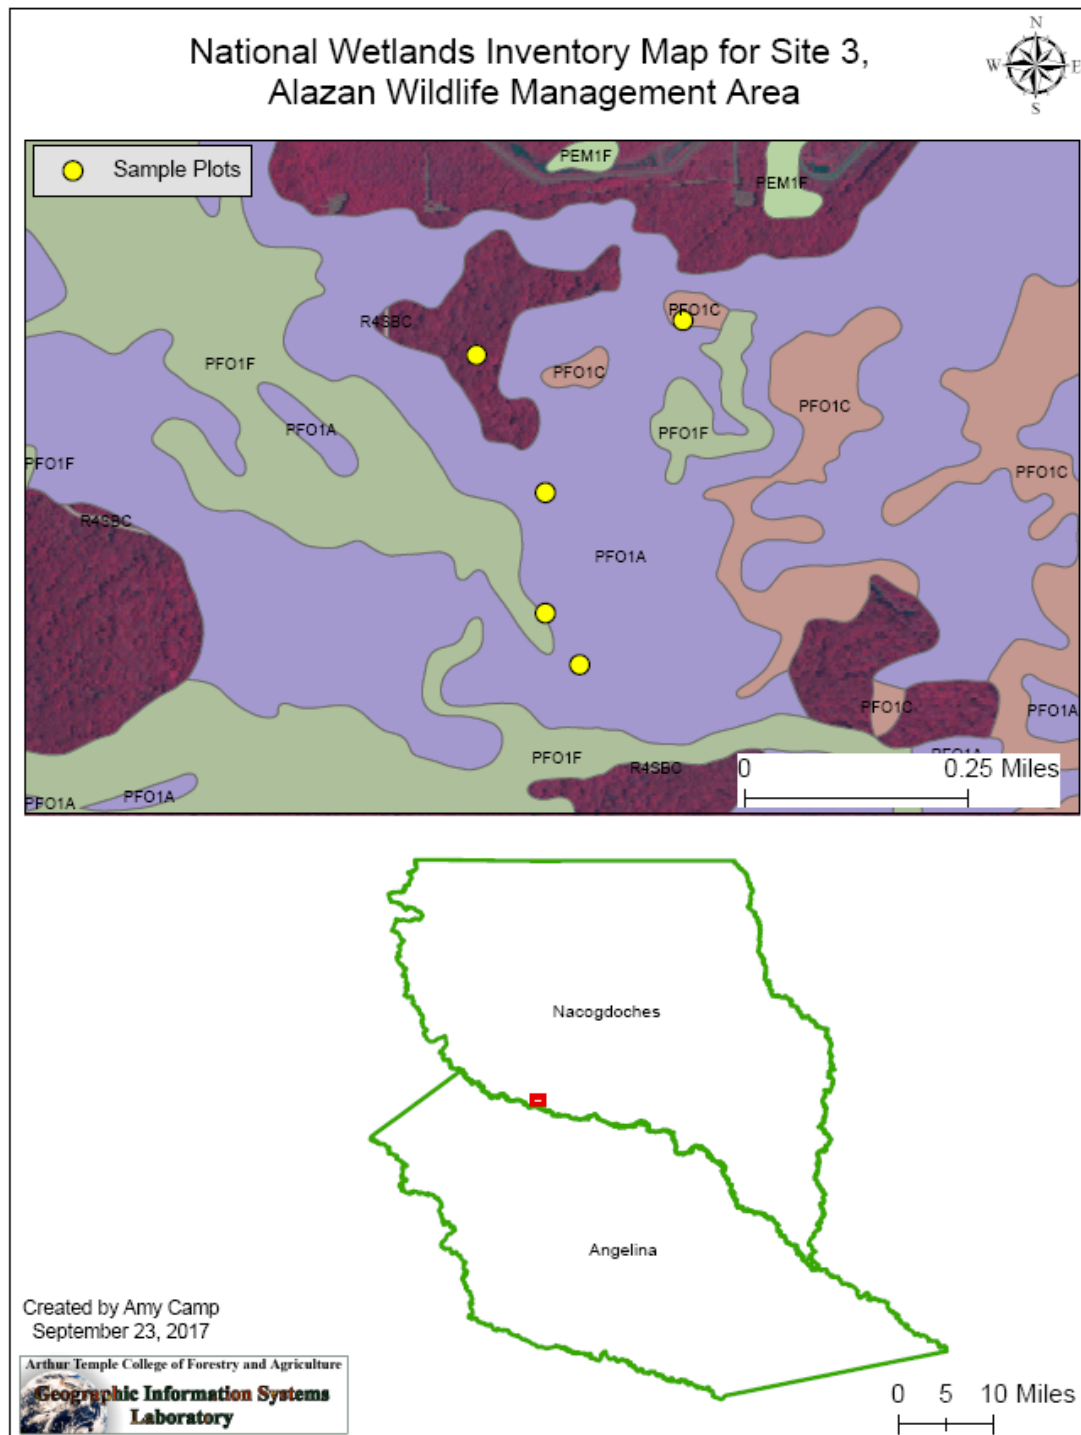 National Wetlands Inventory Map for Site 3,
Alazan Wildlife Management Area
N
W
E
S
Sample Plots
PEM1F
PEM1F
R4SBC
PFO1C
PFO1F
PFO1C
PFO1C
PFO1A
PFO1F
PFO1F
PFO1C
R4SBC
PFO1A
PFO1C
PFO1A
PFO1F
PFO1A
R4SBC
PFO1A
PFO1A
0
0.25 Miles
Nacogdoches
Angelina
Created by Amy Camp
September 23, 2017
Arthur Temple College of Forestry and Agriculture
Geographic Information Systems
Laboratory
0 5 10 Miles